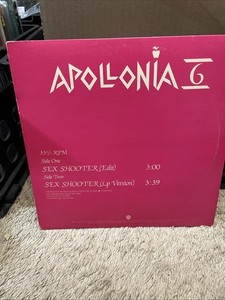 APOLLONIA 6
33⅓ RPM
Side One
SEX SHOOTER (Edit) 3:00
Side Two
SEX SHOOTER (Lp Version) 3:39